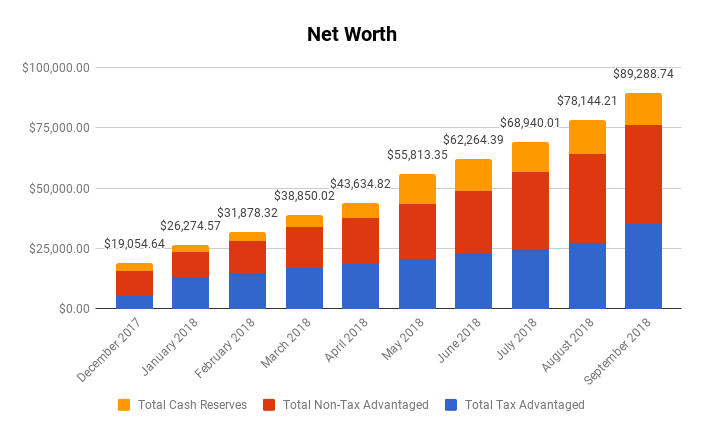 Net Worth
$100,000.00
$75,000.00
$50,000.00
$25,000.00
$0.00
$19,054.64
$26,274.57
$31,878.32
$38,850.02
$43,634.82
$55,813.35
$62,264.39
$68,940.01
$78,144.21
$89,288.74
December 2017
January 2018
February 2018
March 2018
April 2018
May 2018
June 2018
July 2018
August 2018
September 2018
Total Cash Reserves Total Non-Tax Advantaged Total Tax Advantaged